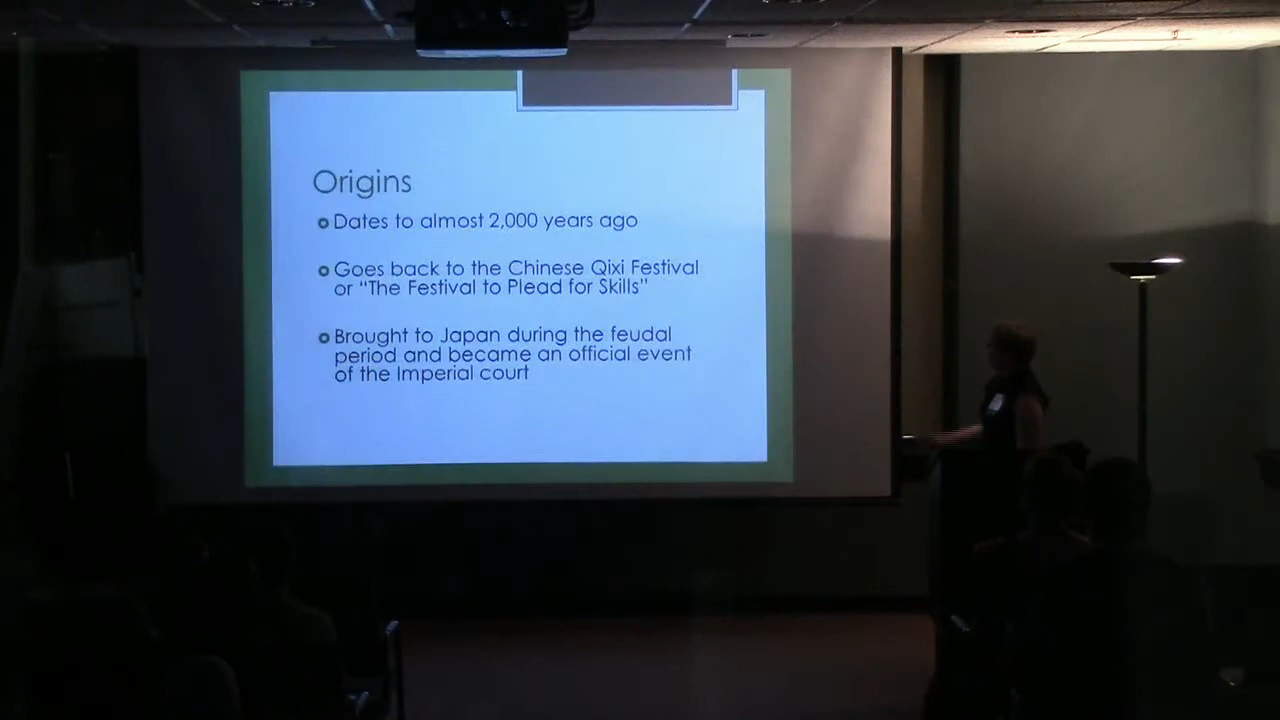 Origins
Dates to almost 2,000 years ago
Goes back to the Chinese Qixi Festival
or “The Festival to Plead for Skills”
Brought to Japan during the feudal
period and became an official event
of the Imperial court